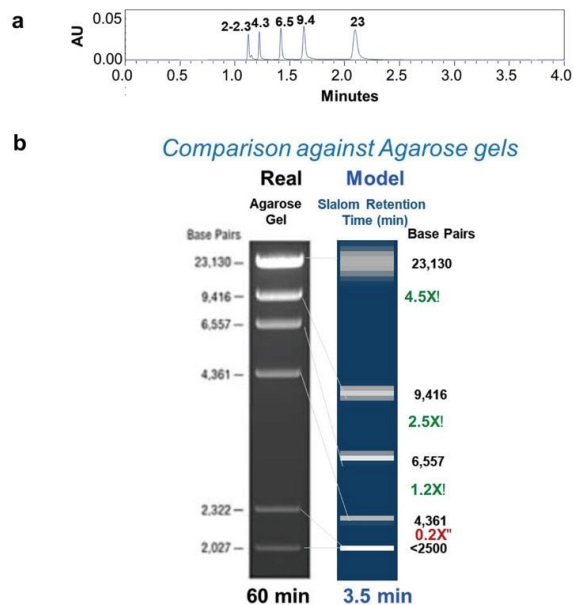 a
0.05
AU
0.00
2-2.3 4.3 6.5 9.4 23
0.0 0.5 1.0 1.5 2.0 2.5 3.0 3.5 4.0
Minutes
b
Comparison against Agarose gels
Real Model
Agarose Gel
Slalom Retention Time (min)
Base Pairs
Base Pairs
23,130
9,416
6,557
4,361
2,322
2,027
23,130
4.5X!
9,416
2.5X!
6,557
1.2X!
4,361
0.2X"
<2500
60 min 3.5 min